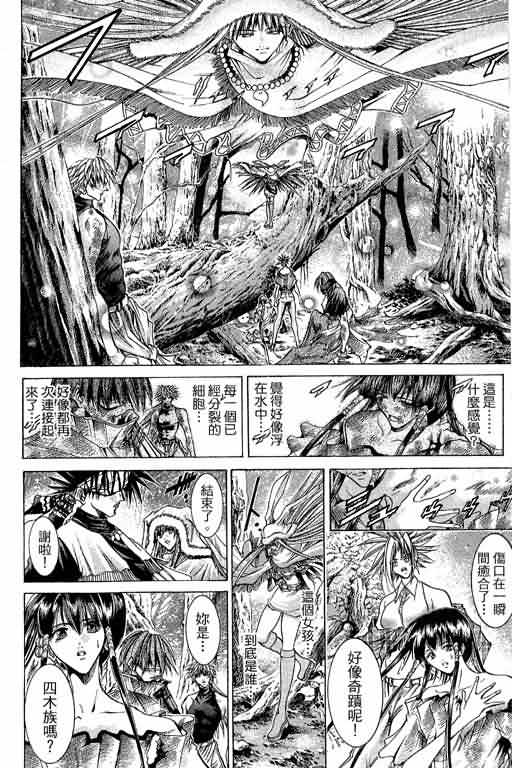 這是⋯
什麼感覺？
覺得好像浮
在水中⋯
每一個已
經分裂的
細胞⋯
好像都再
次連接起
來了⋯
傷口在一瞬
間癒合了⋯
好像奇蹟呢！
這個女孩⋯
到底是誰⋯
結束了。
謝啦！
妳是⋯
四木族嗎？